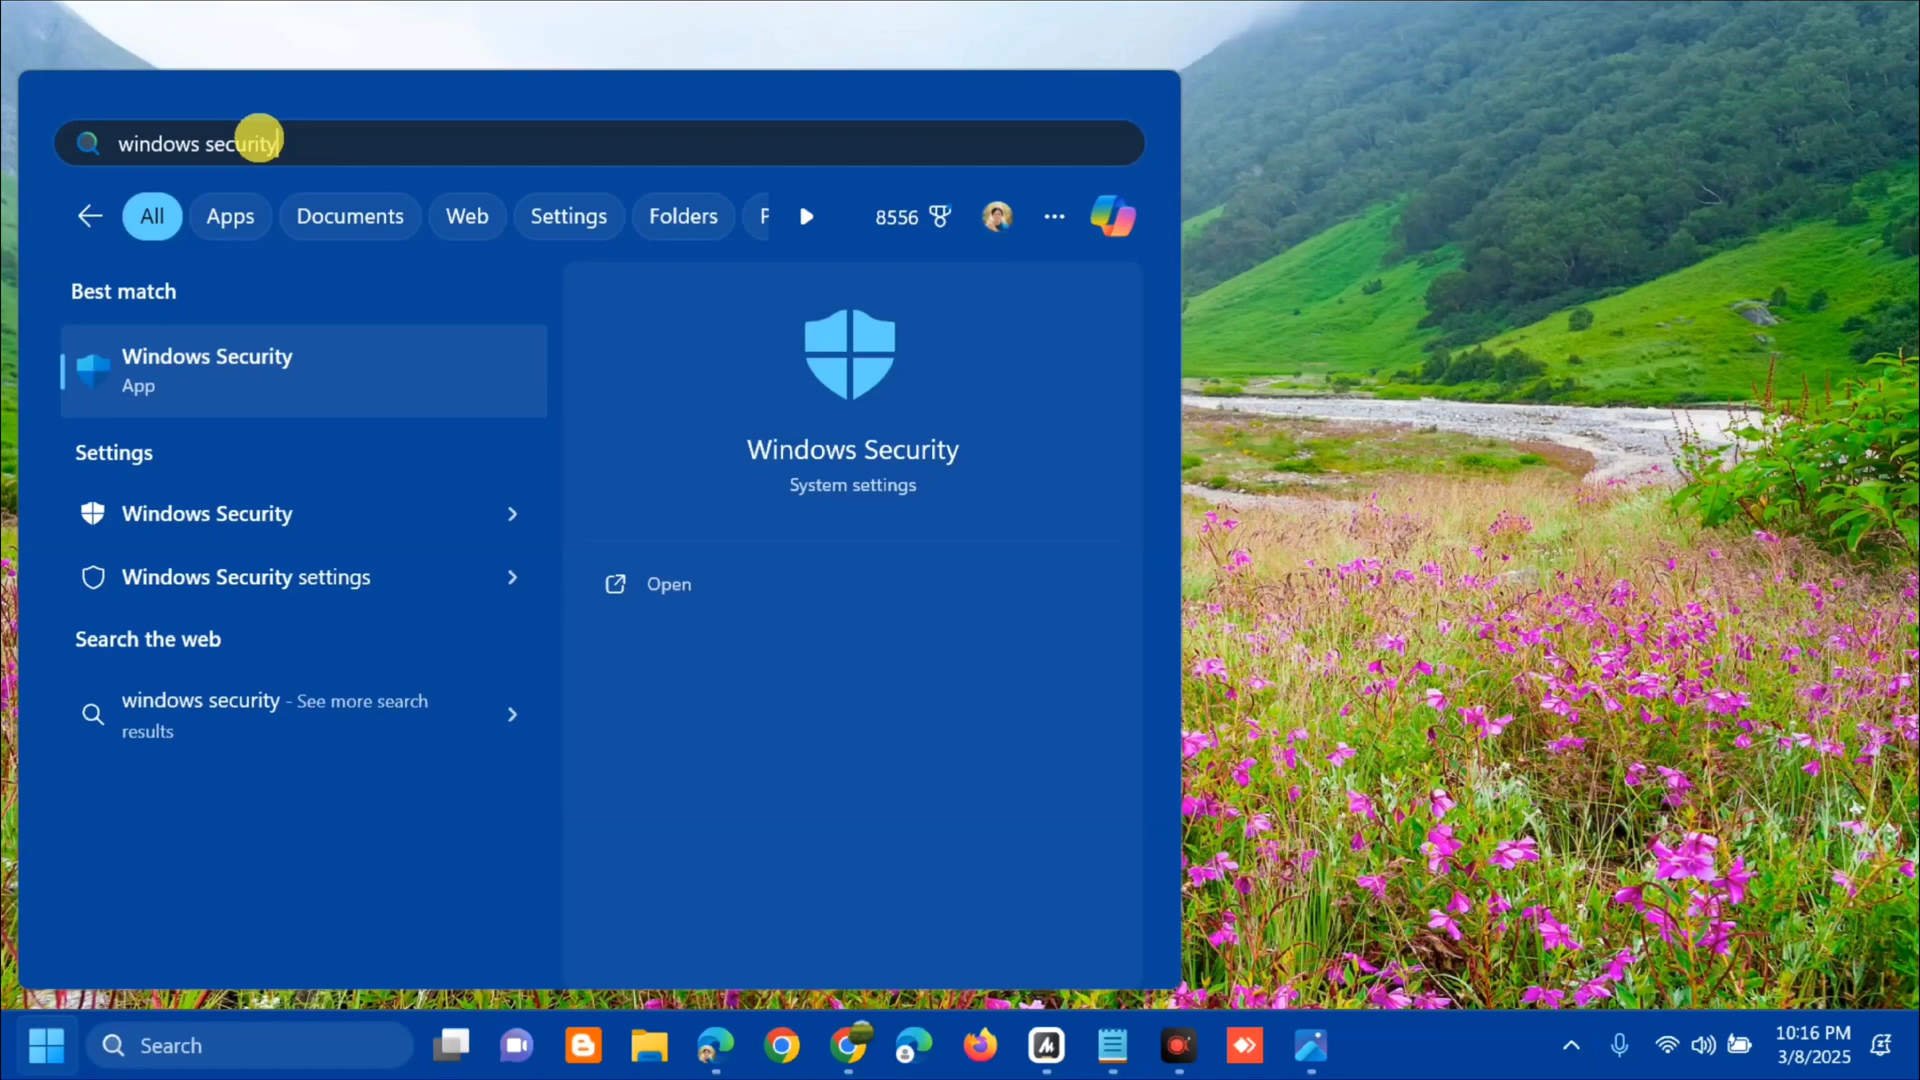 windows security
All
Apps
Documents
Web
Settings
Folders
P
8556
Best match
Windows Security
App
Settings
Windows Security
Windows Security settings
Search the web
windows security - See more search
results
Windows Security
System settings
Open
Search
10:16 PM
3/8/2025